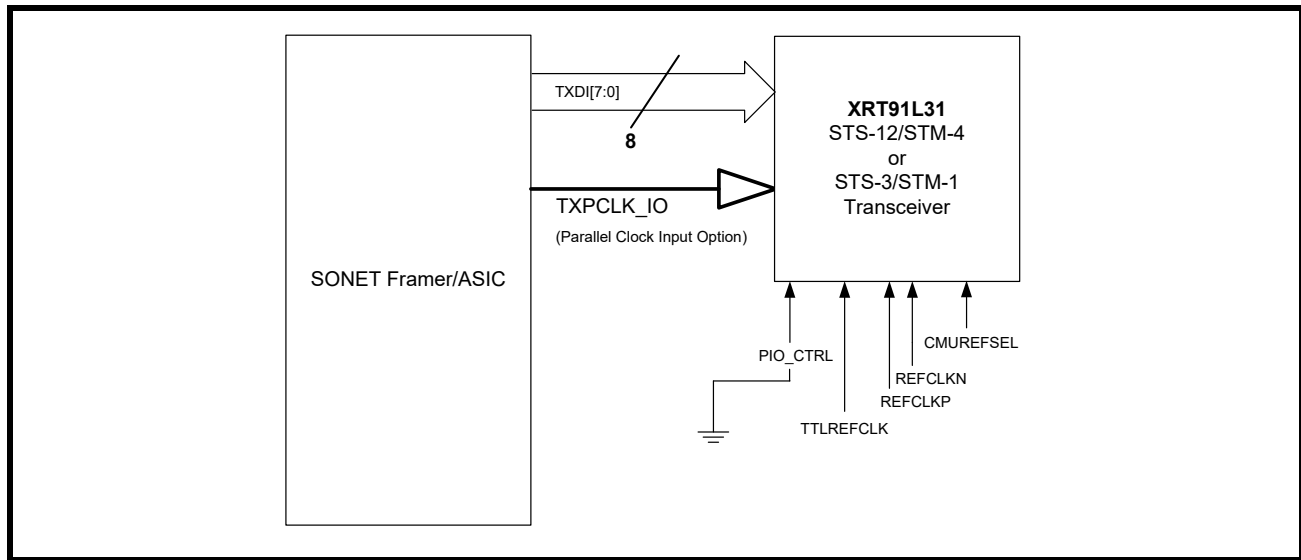 TXDI[7:0]
8
TXPCLK_IO
(Parallel Clock Input Option)
SONET Framer/ASIC
XRT91L31
STS-12/STM-4
or
STS-3/STM-1
Transceiver
PIO_CTRL
CMUREFSEL
REFCLKN
REFCLKP
TTLREFCLK